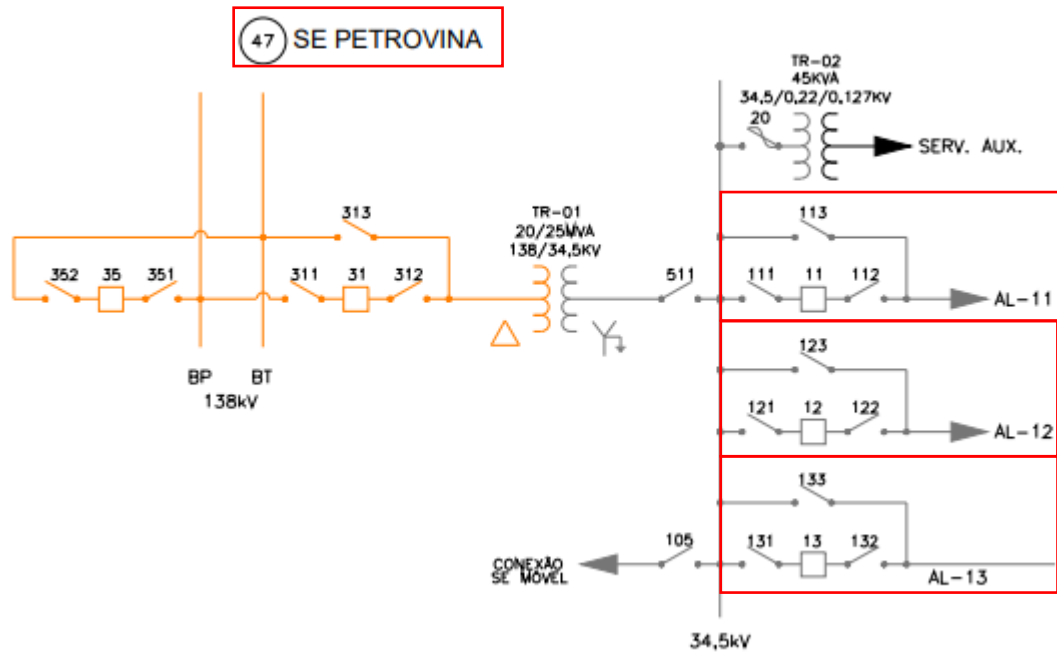 47 SE PETROVINA
TR-02
45KVA
34,5/0,22/0,127KV
20
SERV. AUX.
313
352 35 351
311 31 312
TR-01
20/25MVA
138/34,5KV
511
113
111 11 112
AL-11
BP BT
138kV
123
121 12 122
AL-12
133
105
131 13 132
CONEXÃO
SE MÓVEL
AL-13
34,5kV